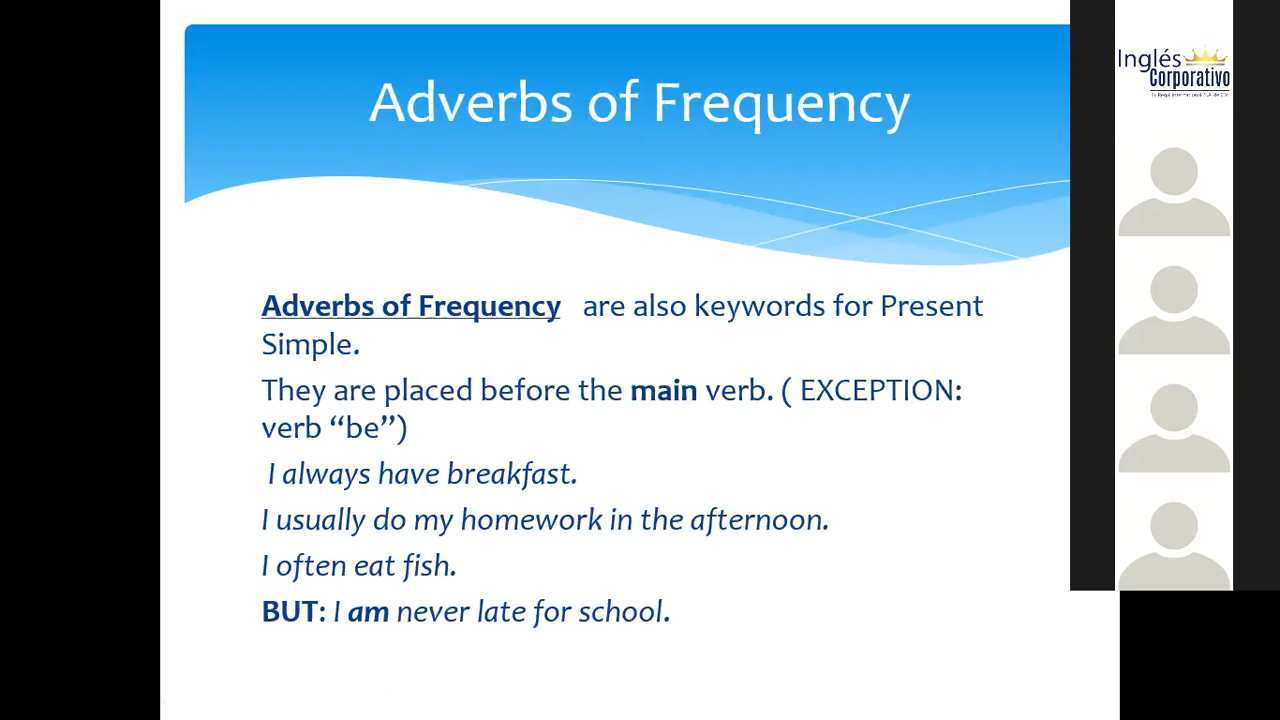 Adverbs of Frequency
Adverbs of Frequency are also keywords for Present
Simple.
They are placed before the main verb. ( EXCEPTION:
verb “be”)
I always have breakfast.
I usually do my homework in the afternoon.
I often eat fish.
BUT: I am never late for school.
Inglés
Corporativo